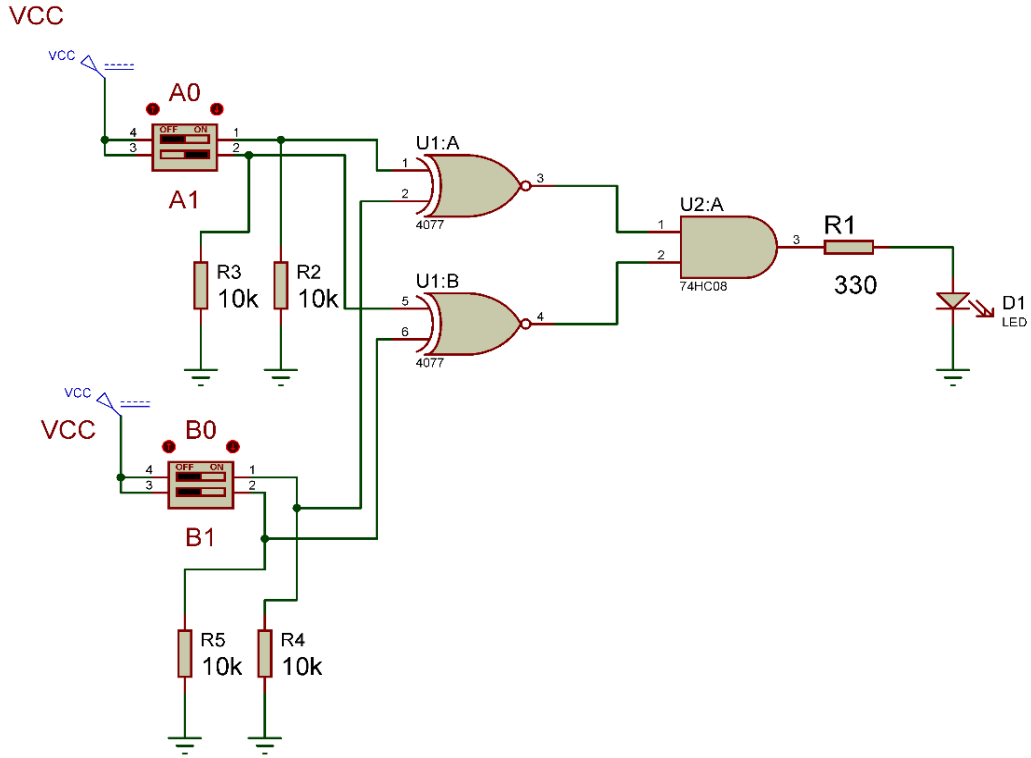 VCC
VCC
A0
OFF ON
4 1
3 2
A1
R3
10k
R2
10k
U1:A
1
2
3
4077
U1:B
5
6
4
4077
U2:A
1
2
3
74HC08
R1
330
D1
LED
VCC
VCC
B0
OFF ON
4 1
3 2
B1
R5
10k
R4
10k